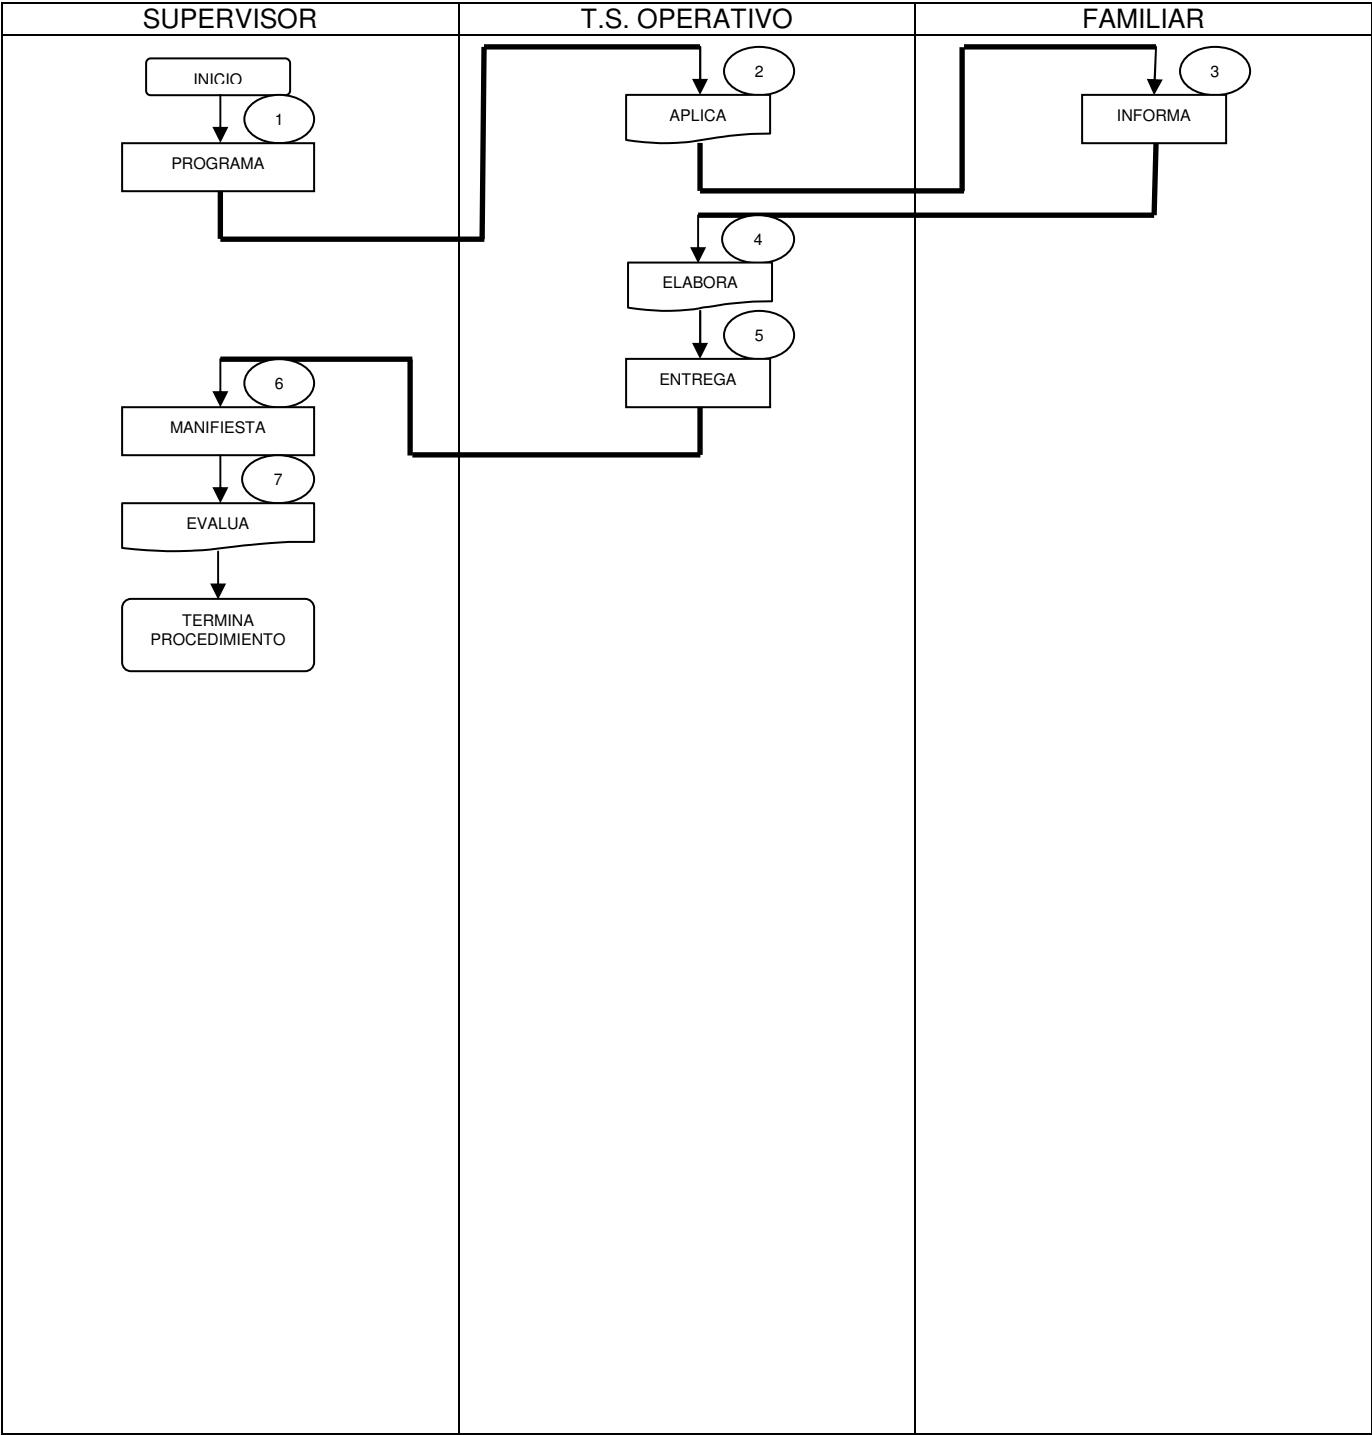 SUPERVISOR
T.S. OPERATIVO
FAMILIAR
INICIO
1
PROGRAMA
2
APLICA
3
INFORMA
4
ELABORA
5
ENTREGA
6
MANIFIESTA
7
EVALUA
TERMINA
PROCEDIMIENTO